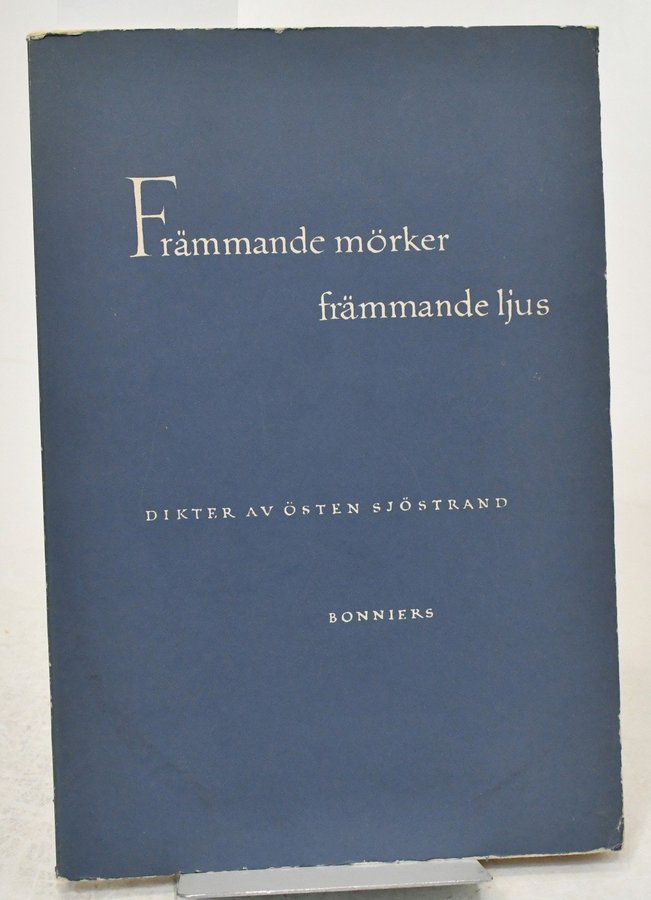 Främmande mörker
främmande ljus
DIKTER AV ÖSTEN SJÖSTRAND
BONNIERS